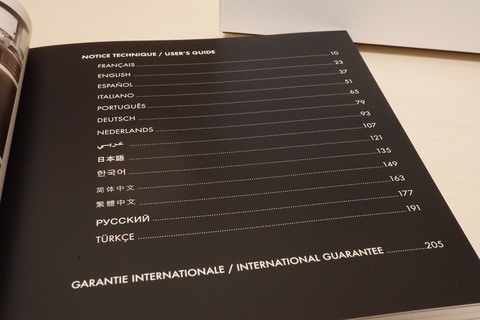 NOTICE TECHNIQUE / USER'S GUIDE
FRANÇAIS 10
ENGLISH 23
ESPAÑOL 37
ITALIANO 51
PORTUGUÊS 65
DEUTSCH 79
NEDERLANDS 93
عربي 107
日本語 121
한국어 135
简体中文 149
繁體中文 163
РУССКИЙ 177
TÜRKÇE 191
GARANTIE INTERNATIONALE / INTERNATIONAL GUARANTEE 205